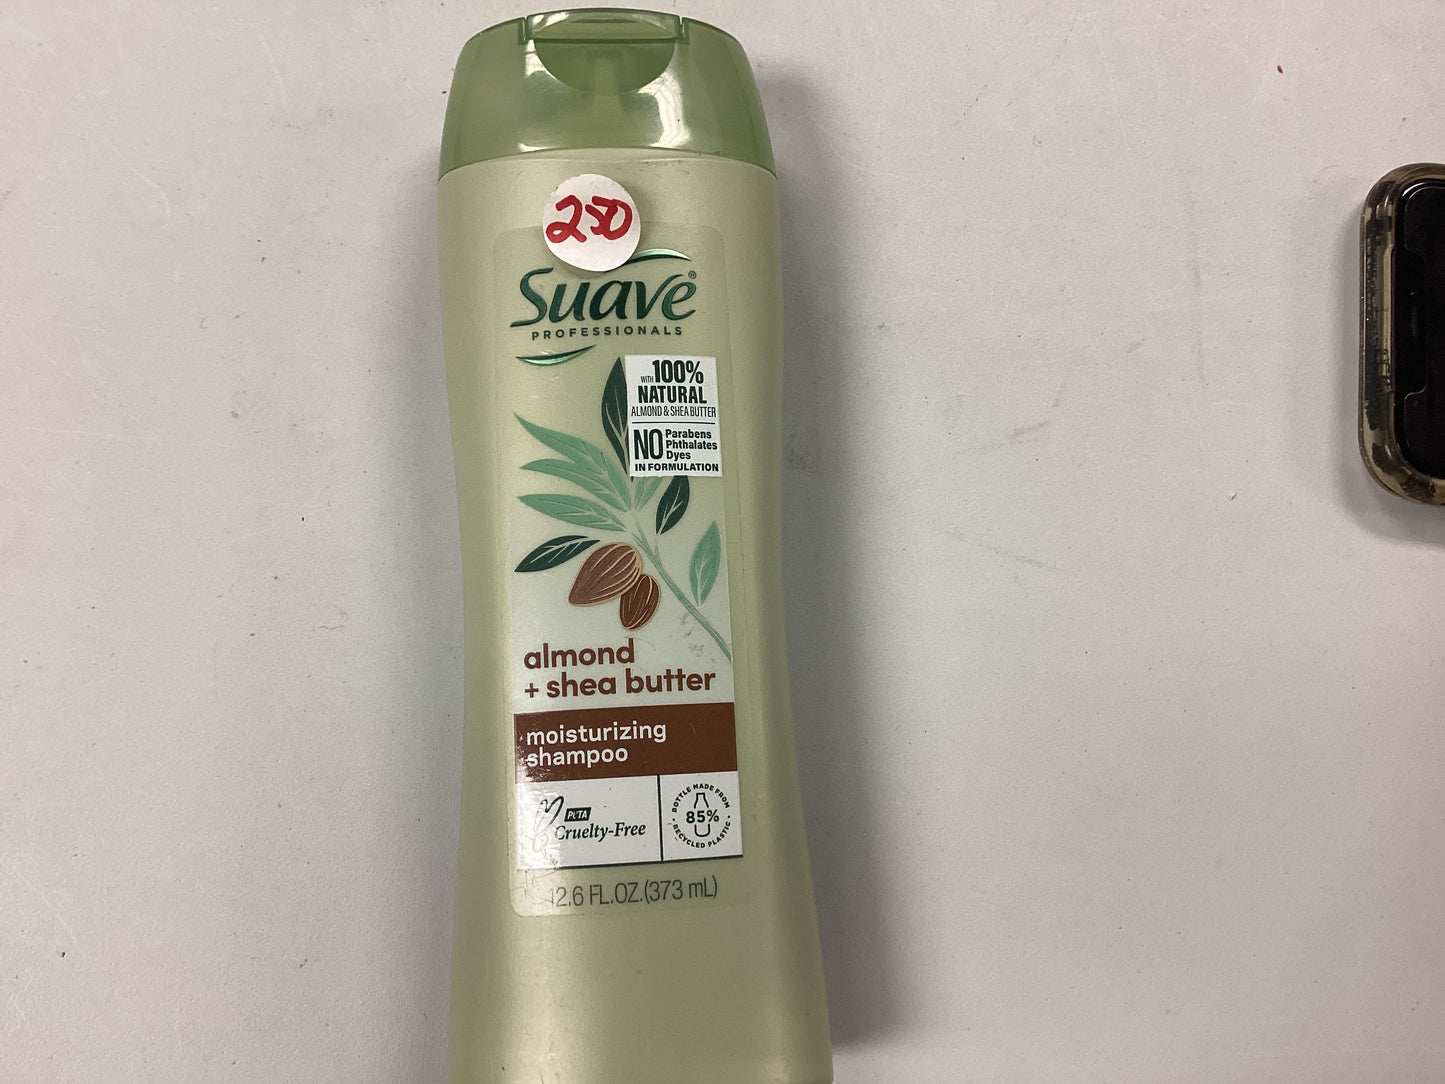 250
Suave®
PROFESSIONALS
WITH 100%
NATURAL
ALMOND & SHEA BUTTER
NO Parabens
Phthalates
Dyes
IN FORMULATION
almond
+ shea butter
moisturizing
shampoo
PETA
Cruelty-Free
BOTTLE MADE FROM
85%
RECYCLED PLASTIC
12.6 FL.OZ.(373 mL)